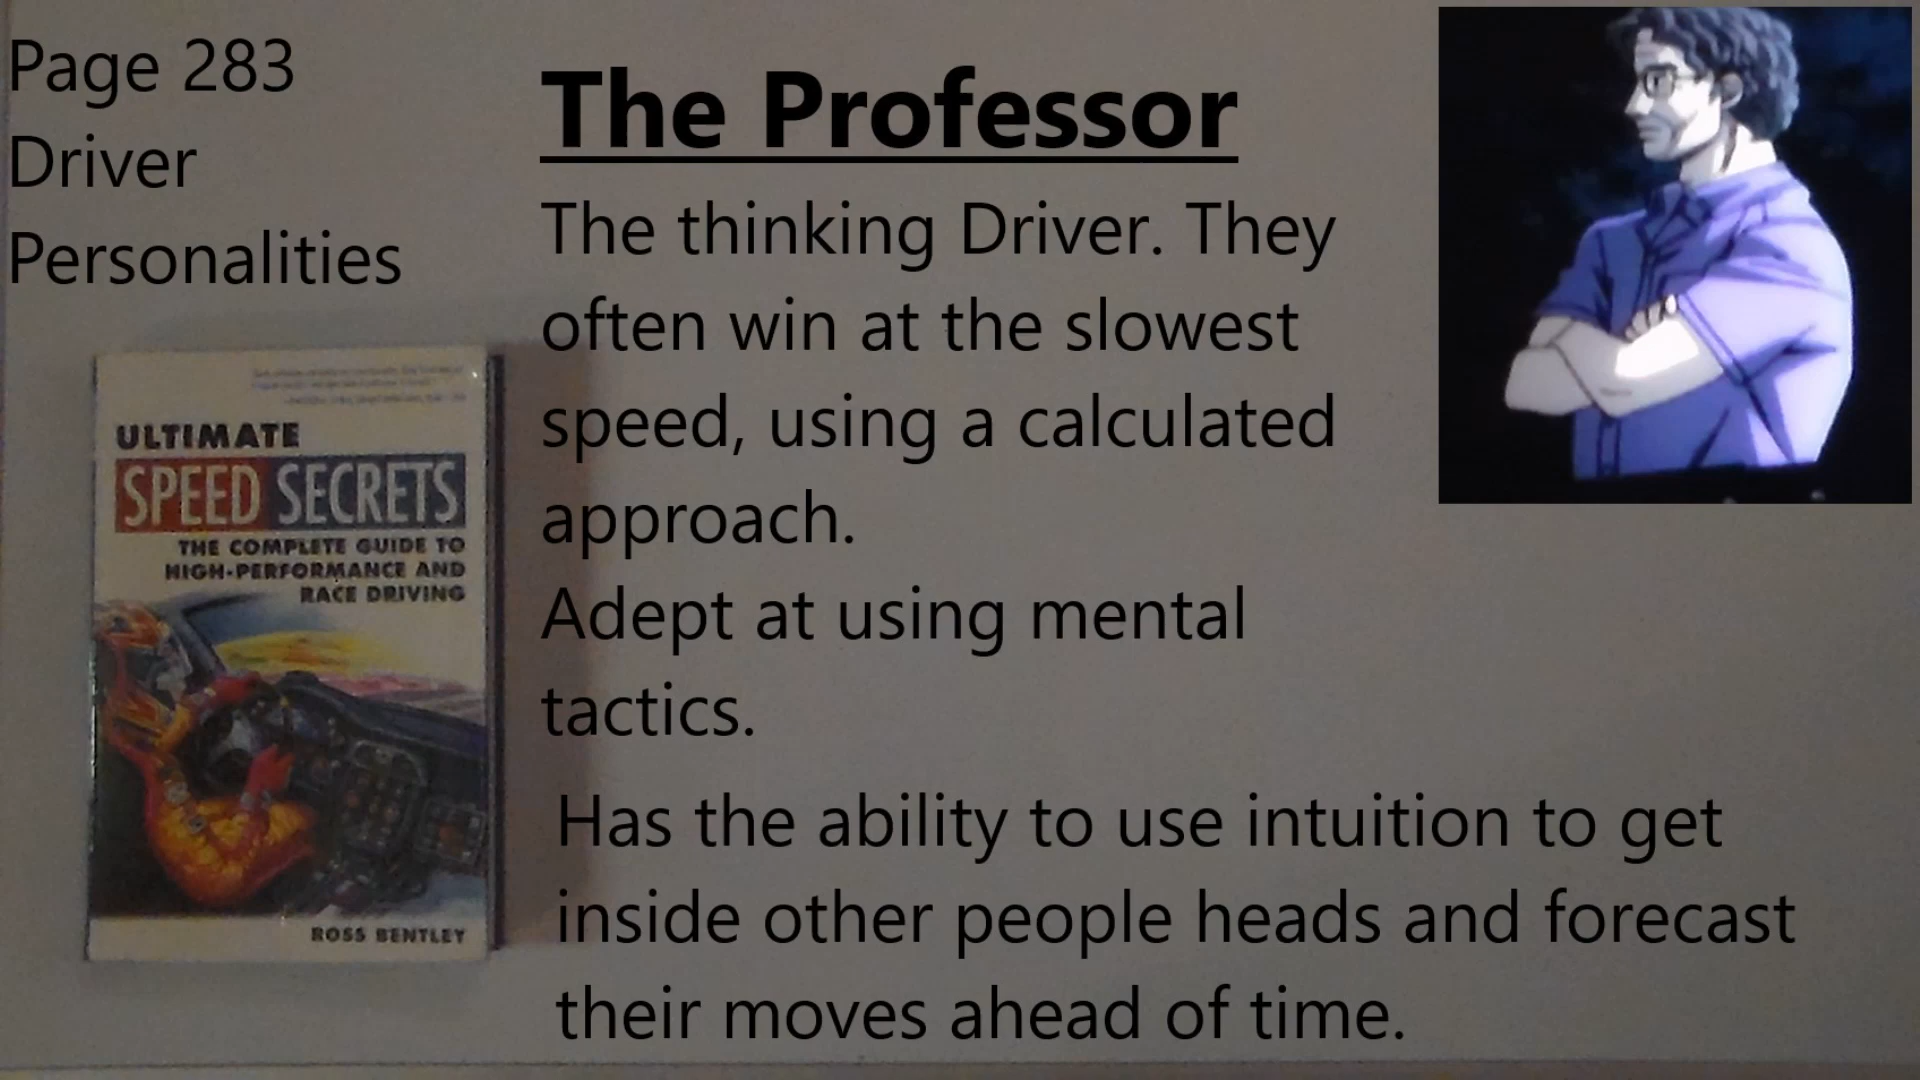 Page 283
Driver
Personalities
The Professor
The thinking Driver. They
often win at the slowest
speed, using a calculated
approach.
Adept at using mental
tactics.
Has the ability to use intuition to get
inside other people heads and forecast
their moves ahead of time.
ULTIMATE
SPEED SECRETS
THE COMPLETE GUIDE TO
HIGH-PERFORMANCE AND
RACE DRIVING
ROSS BENTLEY